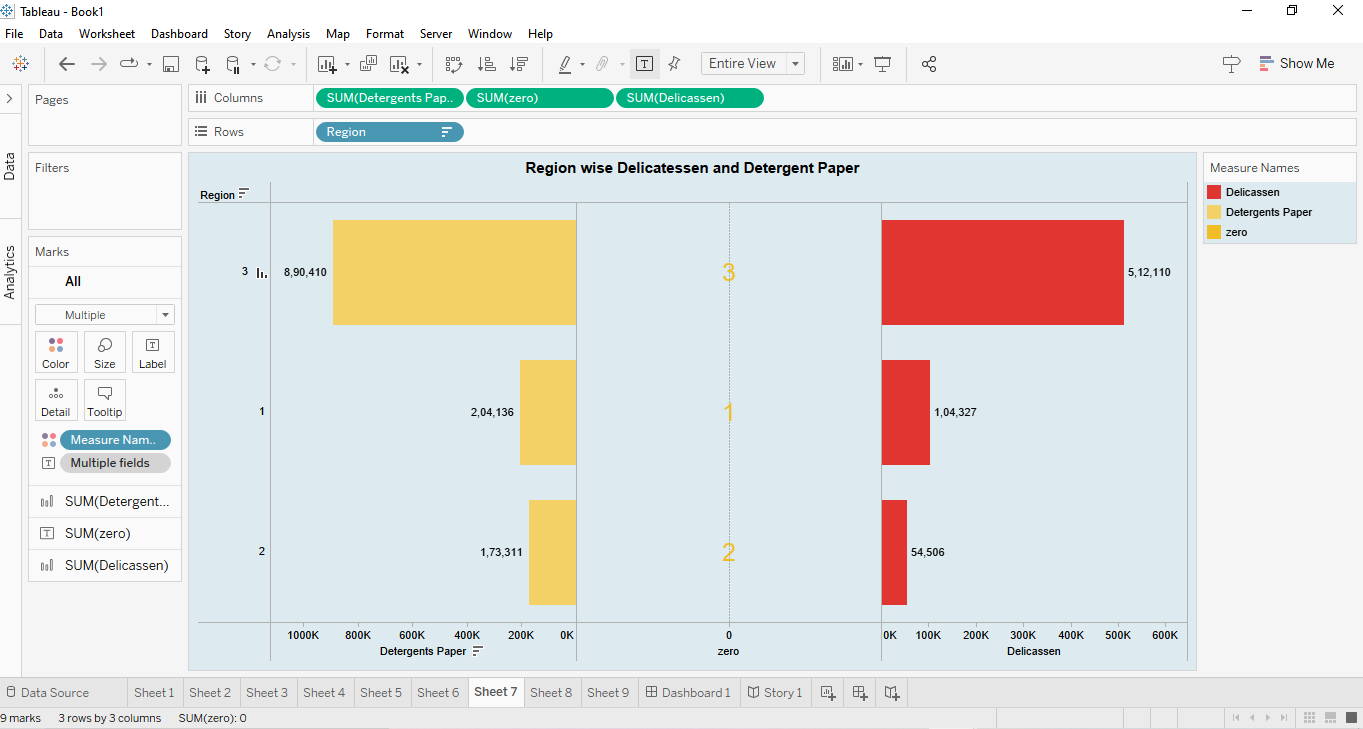 Tableau - Book1
File Data Worksheet Dashboard Story Analysis Map Format Server Window Help
Entire View
Show Me
Pages
Columns
SUM(Detergents Pap..
SUM(zero)
SUM(Delicassen)
Rows
Region
Data
Analytics
Filters
Marks
All
Multiple
Color
Size
Label
Detail
Tooltip
Measure Nam..
Multiple fields
SUM(Detergent...
SUM(zero)
SUM(Delicassen)
Region wise Delicatessen and Detergent Paper
Region
3 8,90,410 3 5,12,110
1 2,04,136 1 1,04,327
2 1,73,311 2 54,506
1000K 800K 600K 400K 200K 0K 0 0K 100K 200K 300K 400K 500K 600K
Detergents Paper zero Delicassen
Measure Names
Delicassen
Detergents Paper
zero
Data Source Sheet 1 Sheet 2 Sheet 3 Sheet 4 Sheet 5 Sheet 6 Sheet 7 Sheet 8 Sheet 9 Dashboard 1 Story 1
9 marks 3 rows by 3 columns SUM(zero): 0